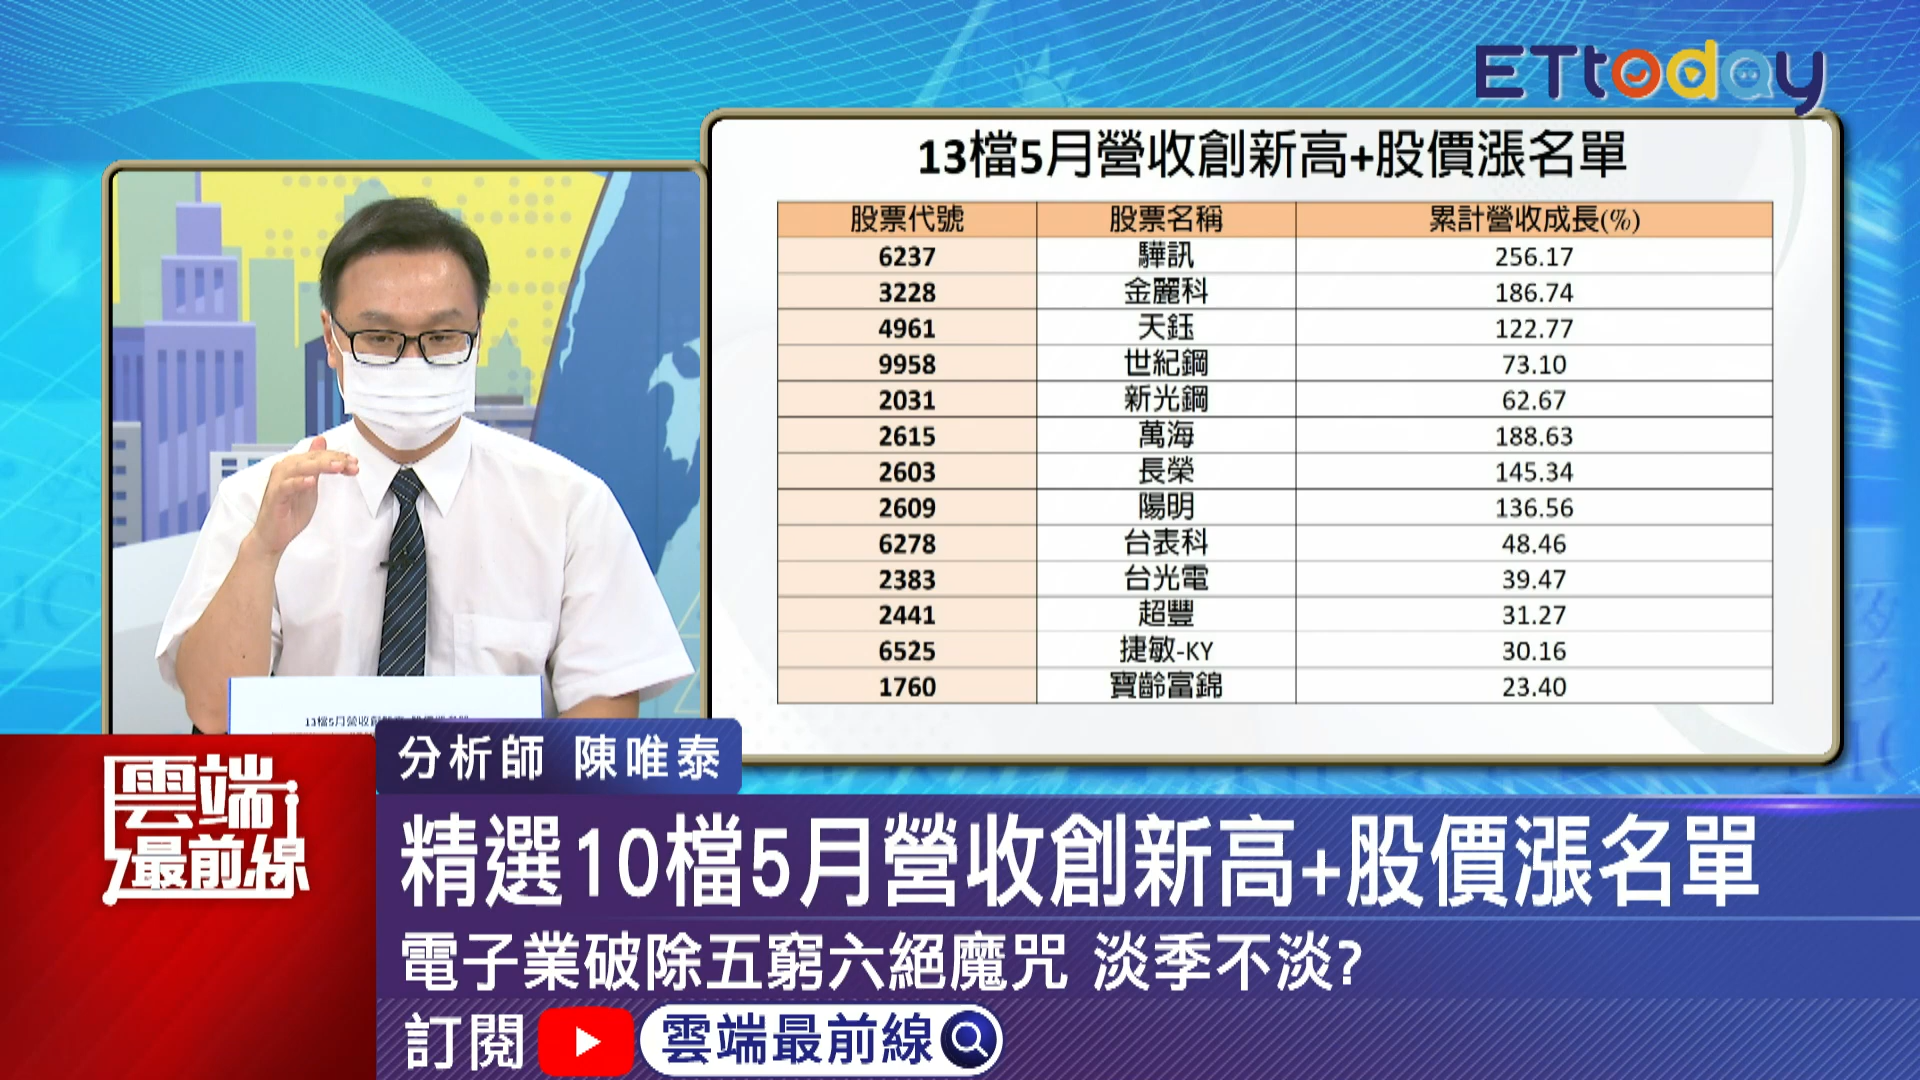 ETtoday
13檔5月營收創新高+股價漲名單
股票代號 股票名稱 累計營收成長(%)
6237 驊訊 256.17
3228 金麗科 186.74
4961 天鈺 122.77
9958 世紀鋼 73.10
2031 新光鋼 62.67
2615 萬海 188.63
2603 長榮 145.34
2609 陽明 136.56
6278 台表科 48.46
2383 台光電 39.47
2441 超豐 31.27
6525 捷敏-KY 30.16
1760 寶齡富錦 23.40
分析師 陳唯泰
雲端
最前線
精選10檔5月營收創新高+股價漲名單
電子業破除五窮六絕魔咒 淡季不淡?
訂閱 雲端最前線